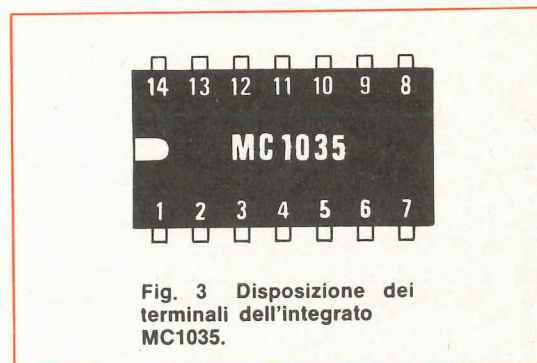 14 13 12 11 10 9 8
MC1035
1 2 3 4 5 6 7
Fig. 3 Disposizione dei
terminali dell'integrato
MC1035.